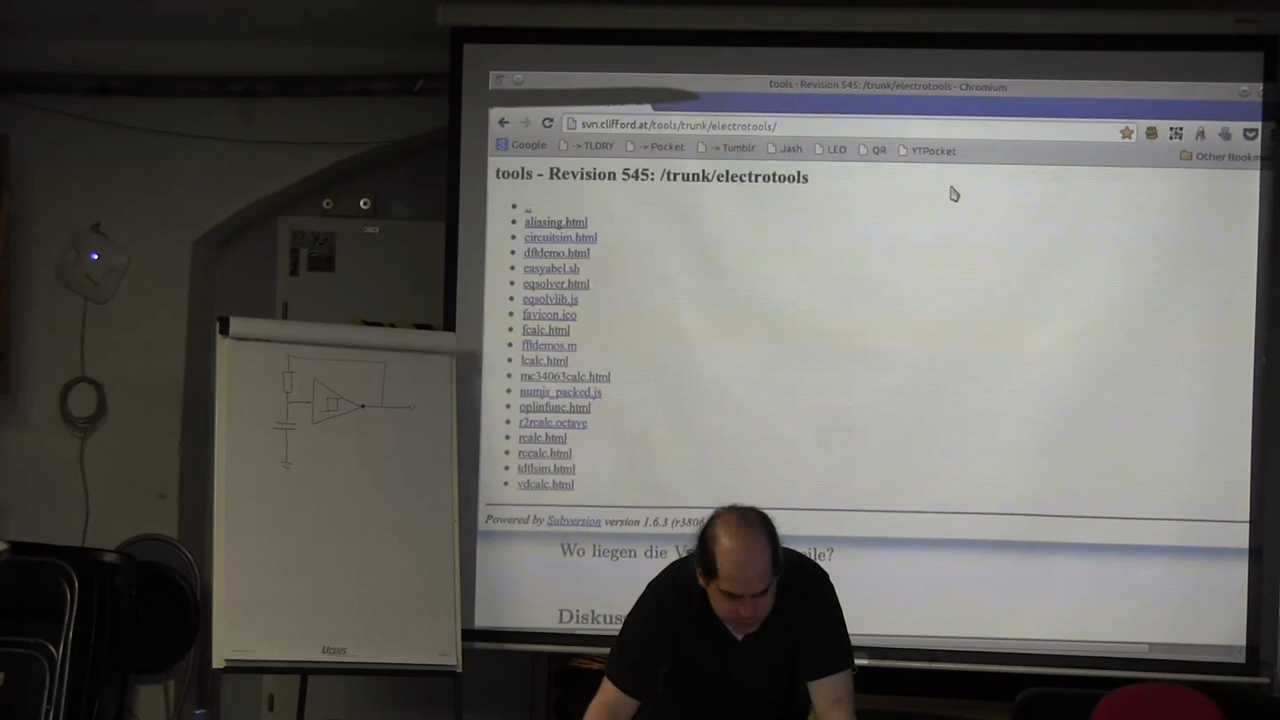 tools - Revision 545: /trunk/electrotools - Chromium
svn.clifford.at/tools/trunk/electrotools/
Google -> TLDRY -> Pocket -> Tumblr Jash LEO QR YTPocket Other Bookm
tools - Revision 545: /trunk/electrotools
..
aliasing.html
circuitsim.html
dftdemo.html
easyabel.sh
eqsolver.html
eqsolvlib.js
favicon.ico
fcalc.html
fftdemos.m
lcalc.html
mc34063calc.html
numjs_packed.js
oplinfunc.html
r2rcalc.octave
rcalc.html
rccalc.html
tdtlsim.html
vdcalc.html
Powered by Subversion version 1.6.3 (r380
Wo liegen die V
Diskus